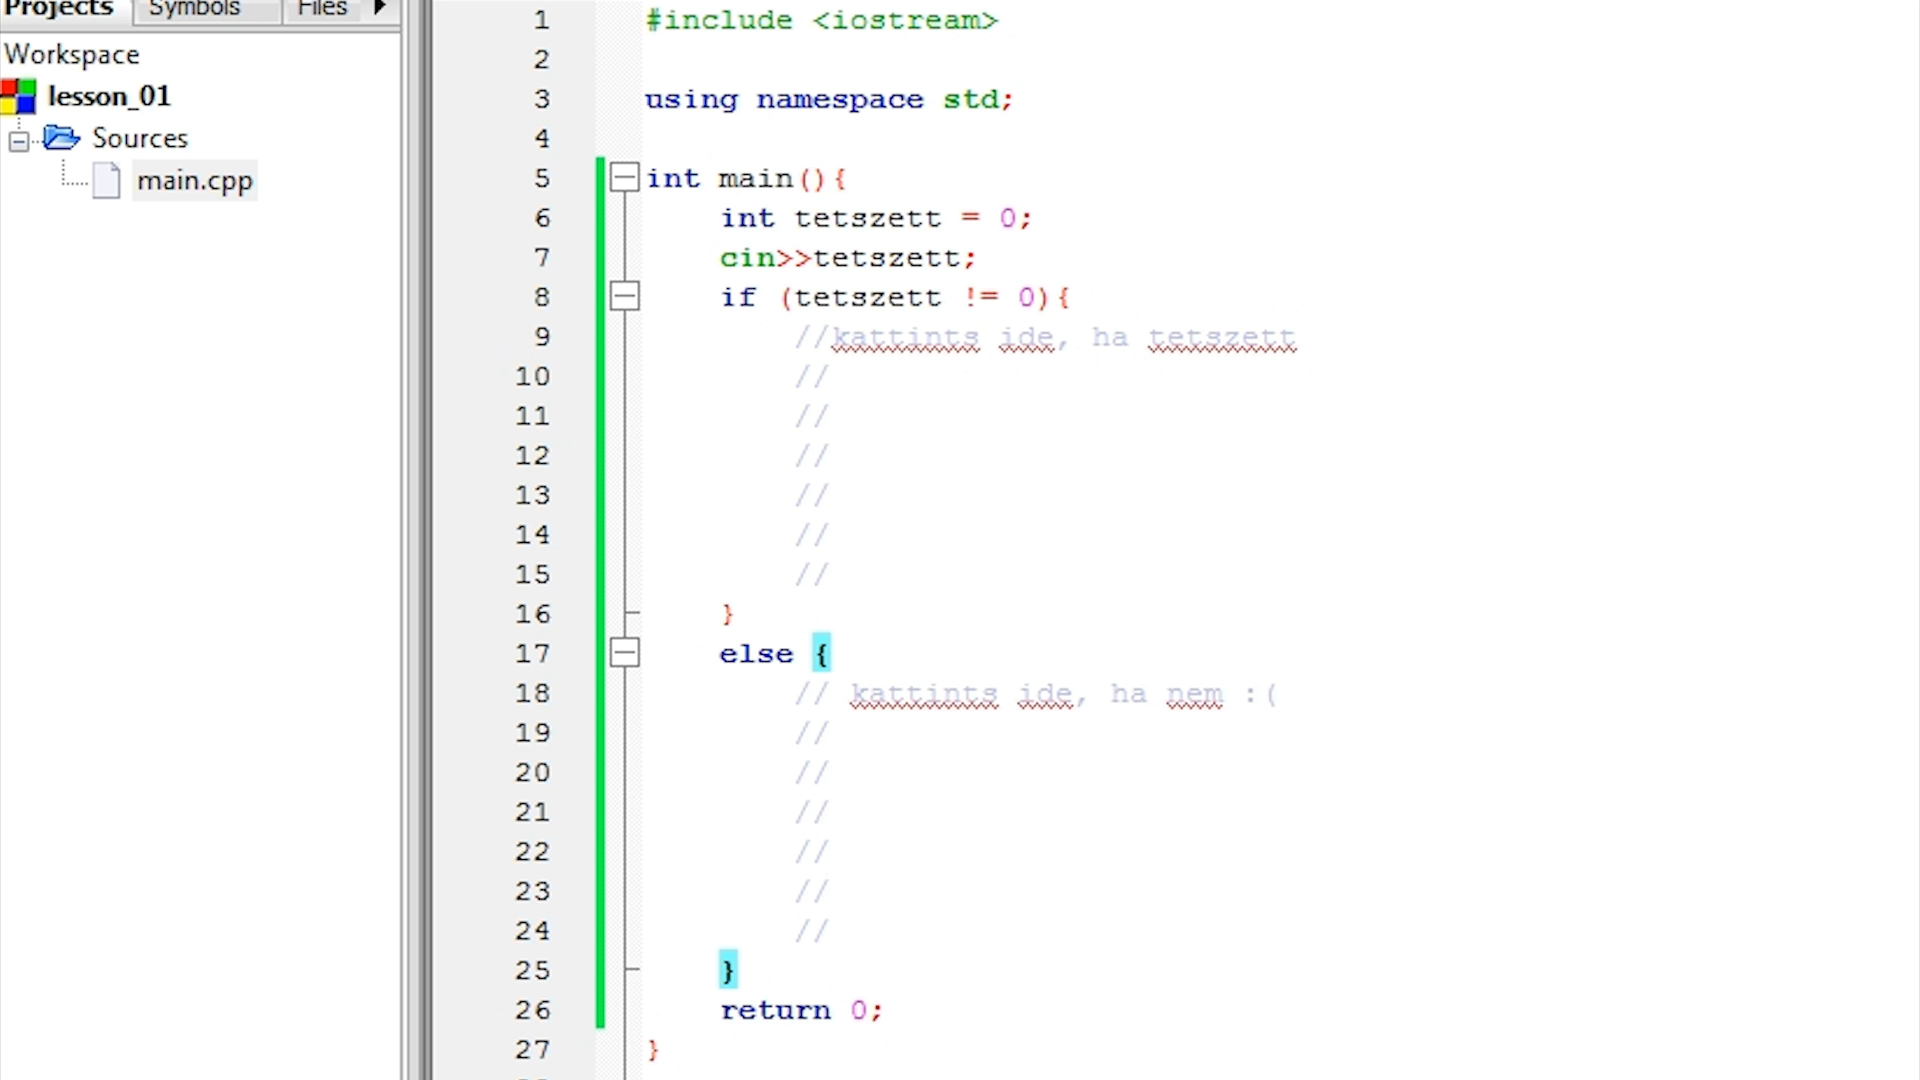 Projects Symbols Files
Workspace
lesson_01
Sources
main.cpp
1 #include <iostream>
2
3 using namespace std;
4
5 int main(){
6 int tetszett = 0;
7 cin>>tetszett;
8 if (tetszett != 0){
9 //kattints ide, ha tetszett
10 //
11 //
12 //
13 //
14 //
15 //
16 }
17 else {
18 // kattints ide, ha nem :(
19 //
20 //
21 //
22 //
23 //
24 //
25 }
26 return 0;
27 }